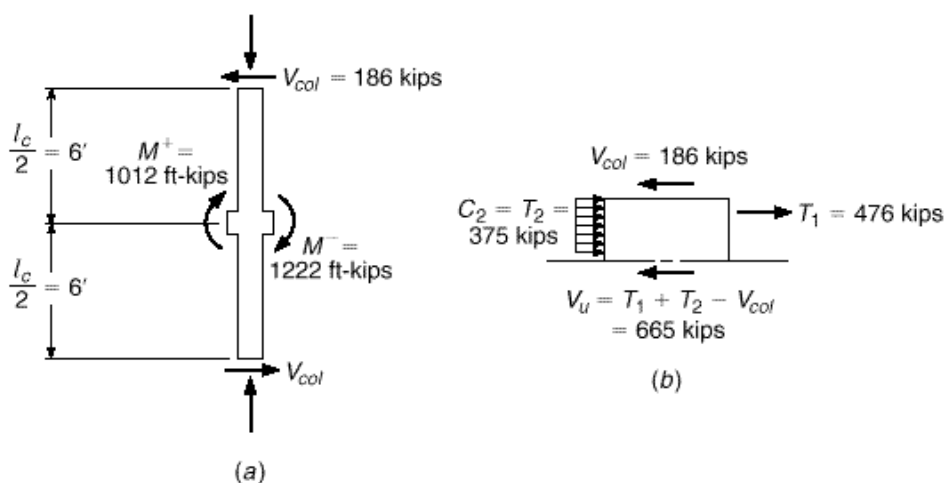 V_col = 186 kips
l_c/2 = 6′
M⁺ =
1012 ft-kips
M⁻ =
1222 ft-kips
l_c/2 = 6′
V_col
(a)
V_col = 186 kips
C₂ = T₂ =
375 kips
T₁ = 476 kips
V_u = T₁ + T₂ − V_col
= 665 kips
(b)